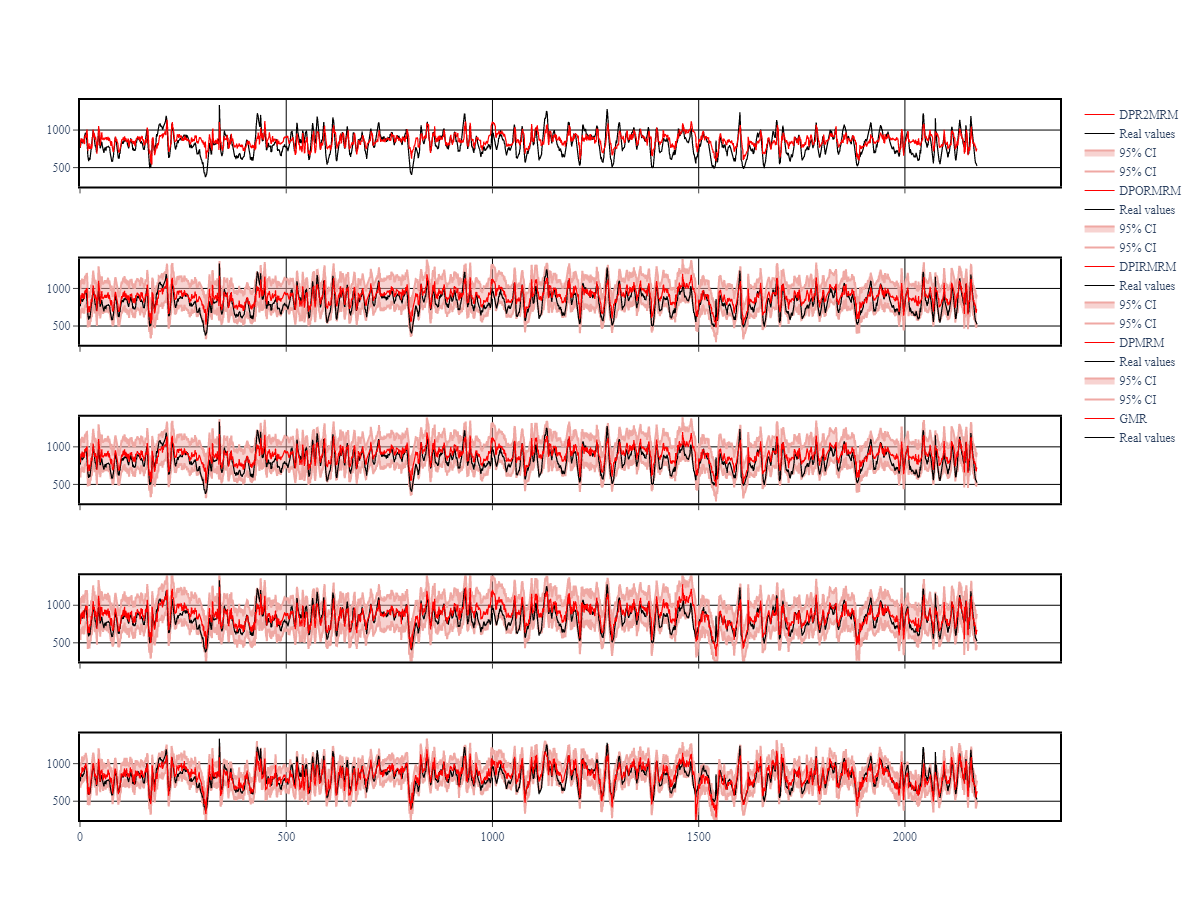 1000
500
1000
500
1000
500
1000
500
1000
500
0
500
1000
1500
2000
DPR2MRM
Real values
95% CI
95% CI
DPORMRM
Real values
95% CI
95% CI
DPIRMRM
Real values
95% CI
95% CI
DPMRM
Real values
95% CI
95% CI
GMR
Real values